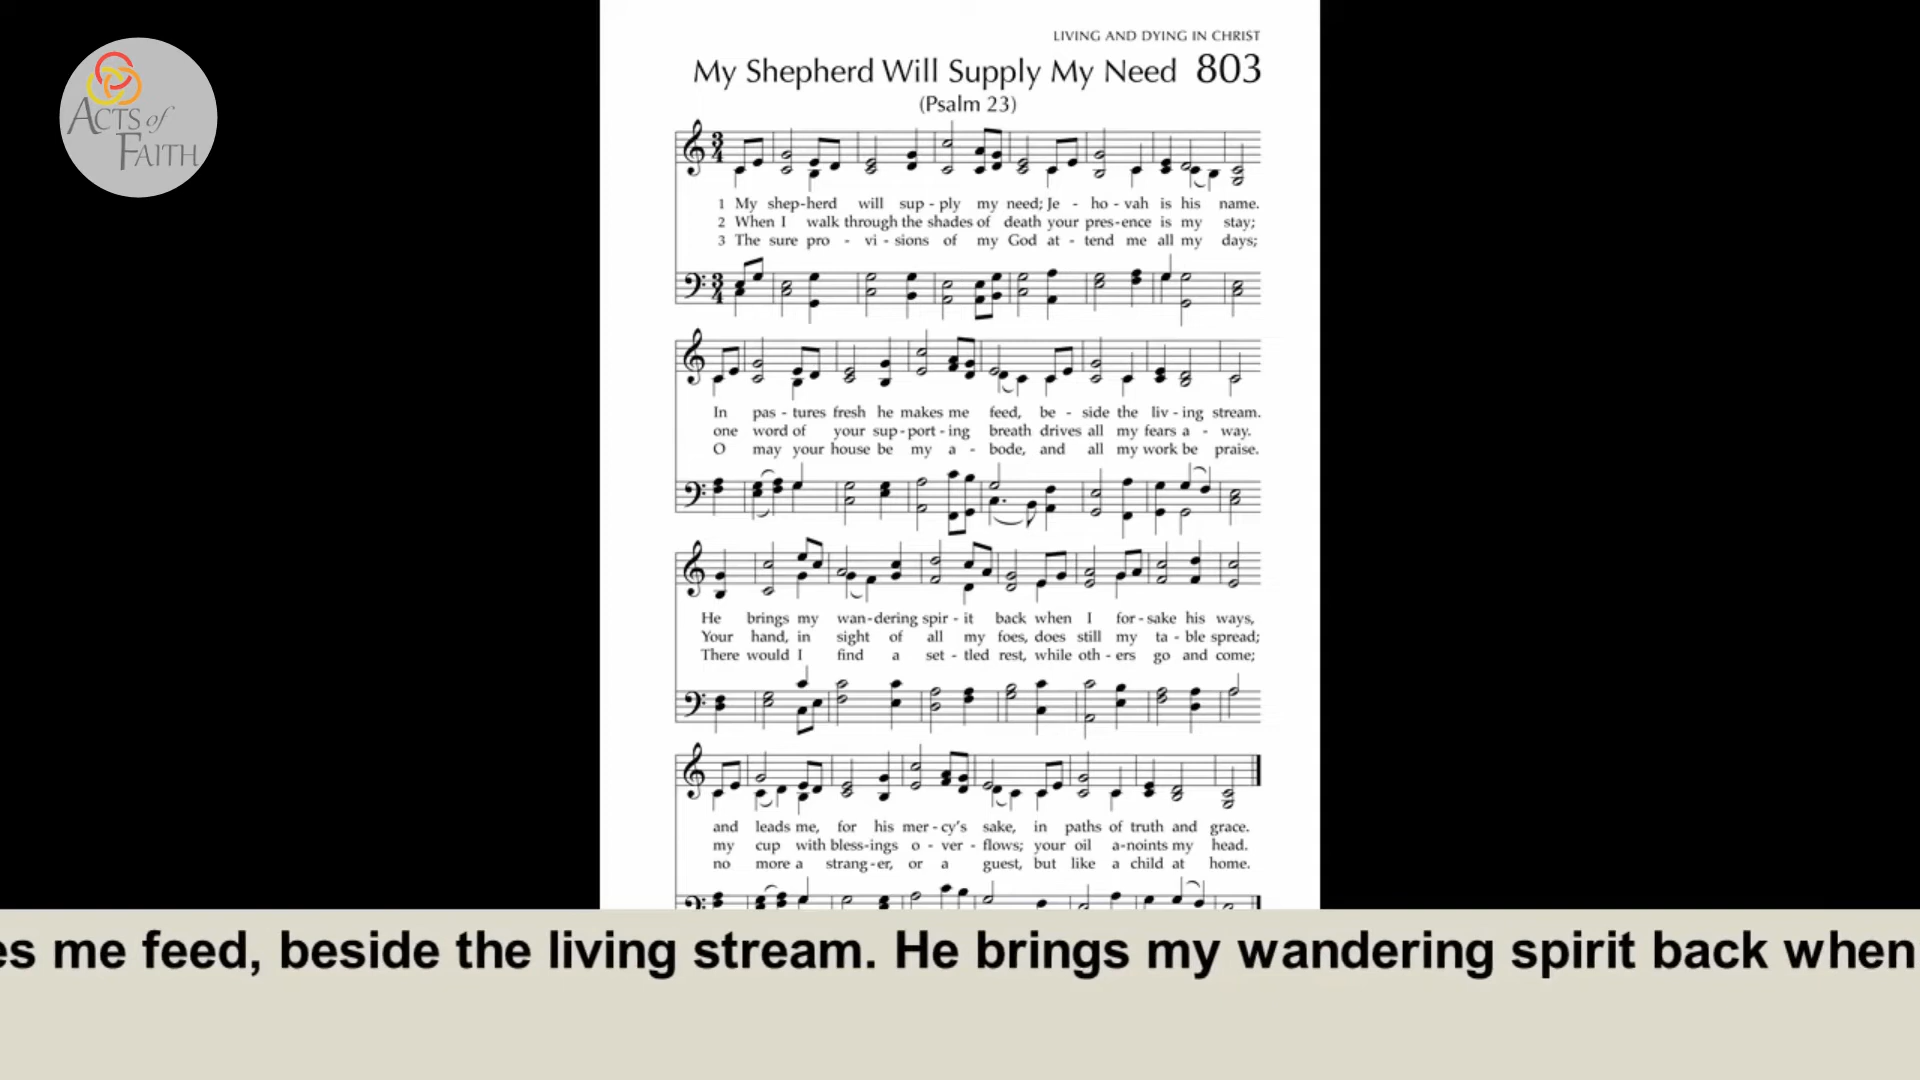 ACTS of
FAITH
LIVING AND DYING IN CHRIST
My Shepherd Will Supply My Need 803
(Psalm 23)
1 My shep-herd will sup - ply my need; Je - ho - vah is his name.
2 When I walk through the shades of death your pres-ence is my stay;
3 The sure pro - vi - sions of my God at - tend me all my days;
In pas - tures fresh he makes me feed, be - side the liv - ing stream.
one word of your sup - port - ing breath drives all my fears a - way.
O may your house be my a - bode, and all my work be praise.
He brings my wan-dering spir - it back when I for-sake his ways,
Your hand, in sight of all my foes, does still my ta - ble spread;
There would I find a set - tled rest, while oth - ers go and come;
and leads me, for his mer - cy's sake, in paths of truth and grace.
my cup with bless-ings o - ver - flows; your oil a-noints my head.
no more a strang-er, or a guest, but like a child at home.
es me feed, beside the living stream. He brings my wandering spirit back when